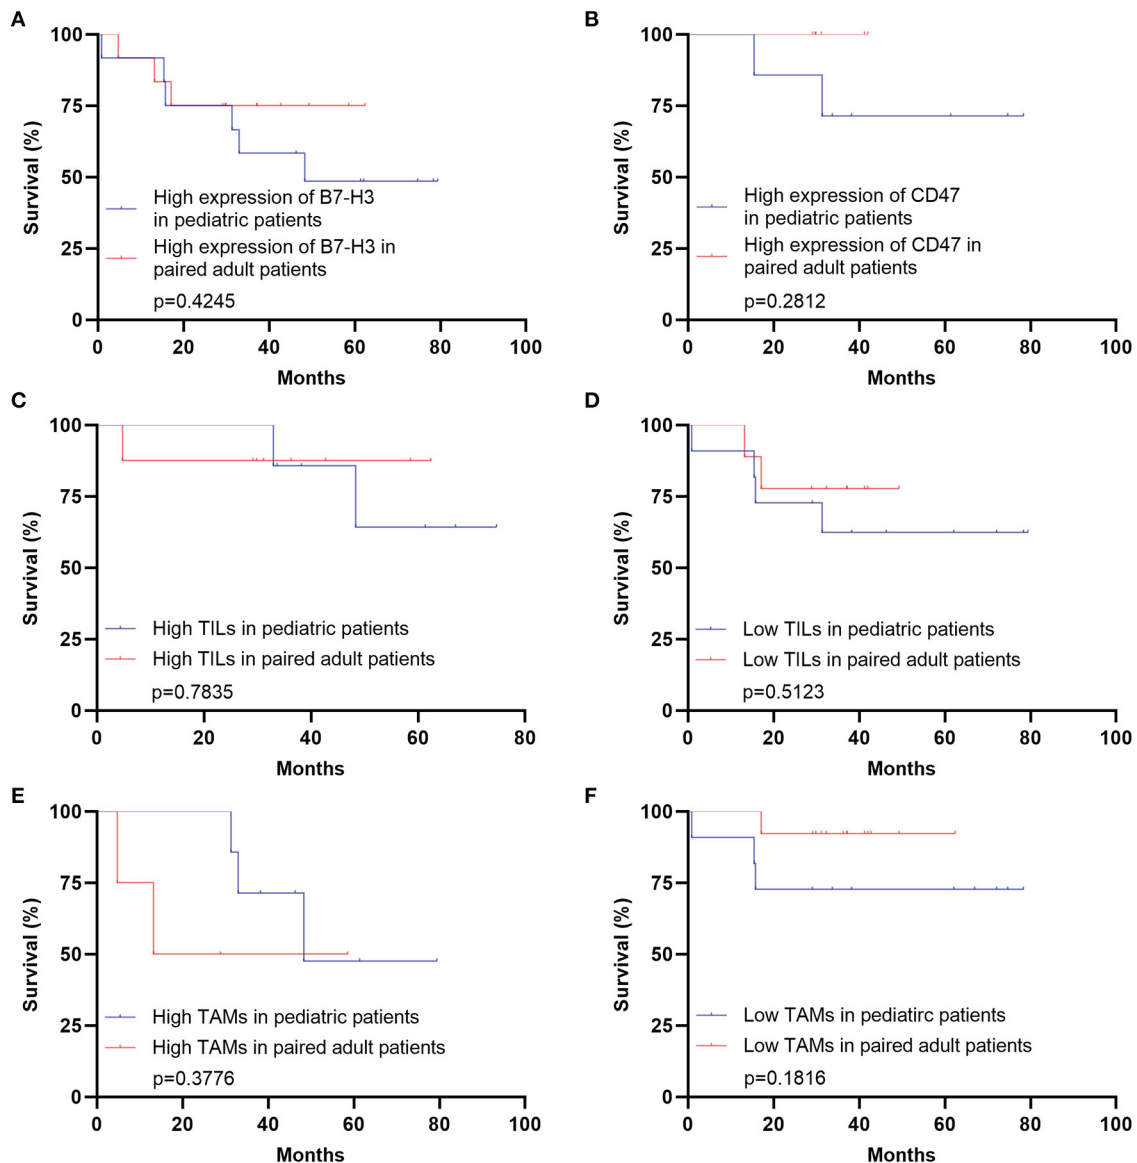 A
100
75
50
25
0
Survival (%)
High expression of B7-H3
in pediatric patients
High expression of B7-H3 in
paired adult patients
p=0.4245
0 20 40 60 80 100
Months
B
100
75
50
25
0
Survival (%)
High expression of CD47
in pediatric patients
High expression of CD47 in
paired adult patients
p=0.2812
0 20 40 60 80 100
Months
C
100
75
50
25
0
Survival (%)
High TILs in pediatric patients
High TILs in paired adult patients
p=0.7835
0 20 40 60 80
Months
D
100
75
50
25
0
Survival (%)
Low TILs in pediatric patients
Low TILs in paired adult patients
p=0.5123
0 20 40 60 80 100
Months
E
100
75
50
25
0
Survival (%)
High TAMs in pediatric patients
High TAMs in paired adult patients
p=0.3776
0 20 40 60 80 100
Months
F
100
75
50
25
0
Survival (%)
Low TAMs in pediatirc patients
Low TAMs in paired adult patients
p=0.1816
0 20 40 60 80 100
Months